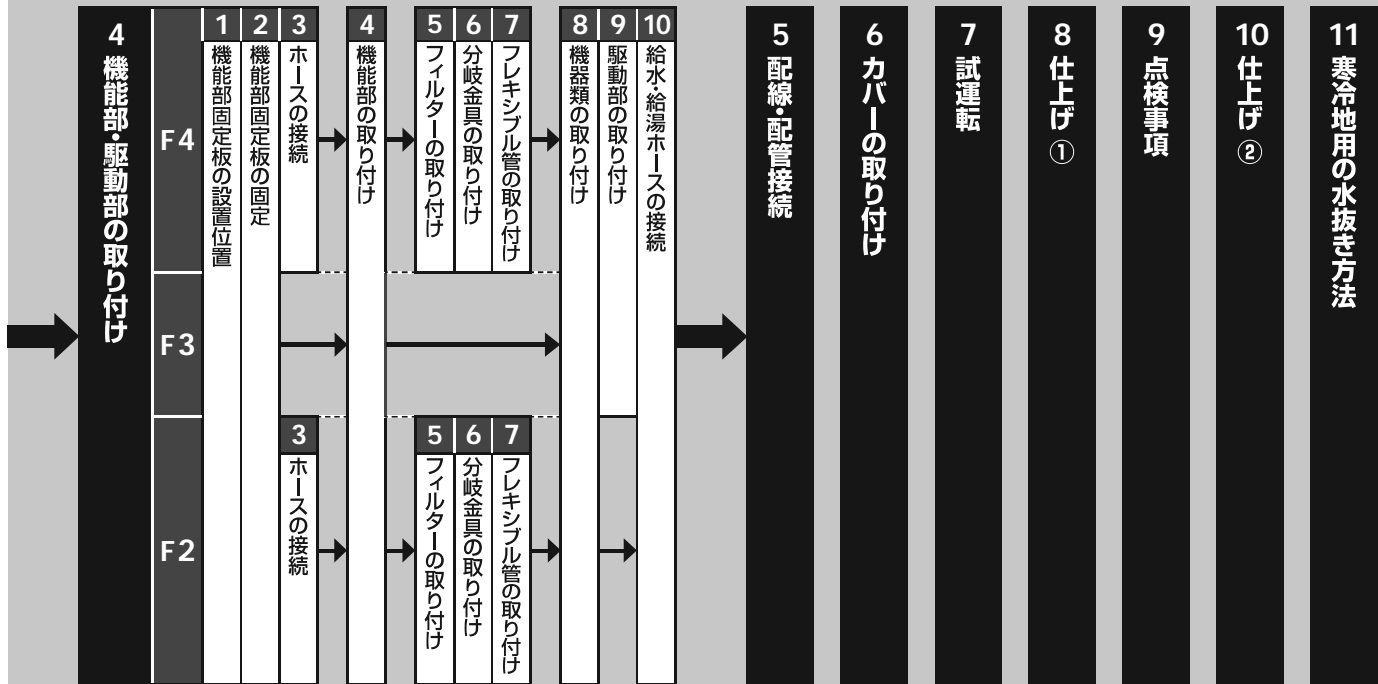 4 機能部・駆動部の取り付け
F4
F3
F2
1 機能部固定板の設置位置
2 機能部固定板の固定
3 ホースの接続
4 機能部の取り付け
5 フィルターの取り付け
6 分岐金具の取り付け
7 フレキシブル管の取り付け
8 機器類の取り付け
9 駆動部の取り付け
10 給水・給湯ホースの接続
3 ホースの接続
5 フィルターの取り付け
6 分岐金具の取り付け
7 フレキシブル管の取り付け
5 配線・配管接続
6 カバーの取り付け
7 試運転
8 仕上げ①
9 点検事項
10 仕上げ②
11 寒冷地用の水抜き方法